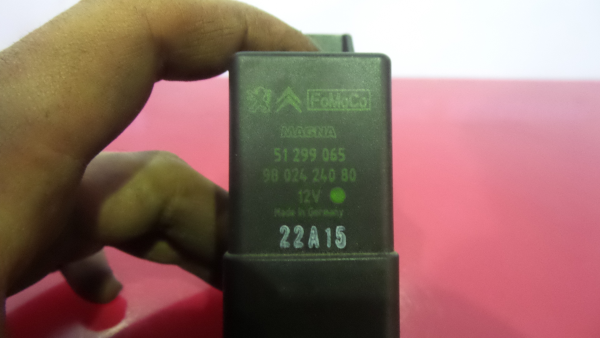 FoMoCo
MAGNA
51 299 065
98 024 240 80
12V
Made in Germany
22A15